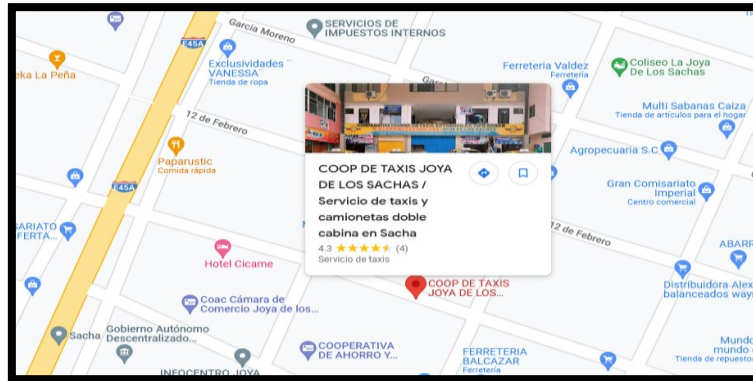 García Moreno
SERVICIOS DE
IMPUESTOS INTERNOS
E45A
eka La Peña
Exclusividades ¨
VANESSA¨
Tienda de ropa
Ferreteria Valdez
Ferretería
Coliseo La Joya
De Los Sachas
Multi Sabanas Caiza
Tienda de artículos para el hogar
12 de Febrero
Paparustic
Comida rápida
Agropecuaria S.C
COOP DE TAXIS JOYA
DE LOS SACHAS /
Servicio de taxis y
camionetas doble
cabina en Sacha
4.3 (4)
Servicio de taxis
Gran Comisariato
Imperial
Centro comercial
E45A
ARIATO
FERTA...
12 de Febrero
ABARR
Hotel Cicame
COOP DE TAXIS
JOYA DE LOS...
Distribuidora Alex
balanceados way
Coac Cámara de
Comercio Joya de los...
Sacha
Gobierno Autónomo
Descentralizado...
COOPERATIVA
DE AHORRO Y...
FERRETERIA
BALCAZAR
Ferretería
Mundo
mundo
Tienda de repuesto
INFOCENTRO JOYA